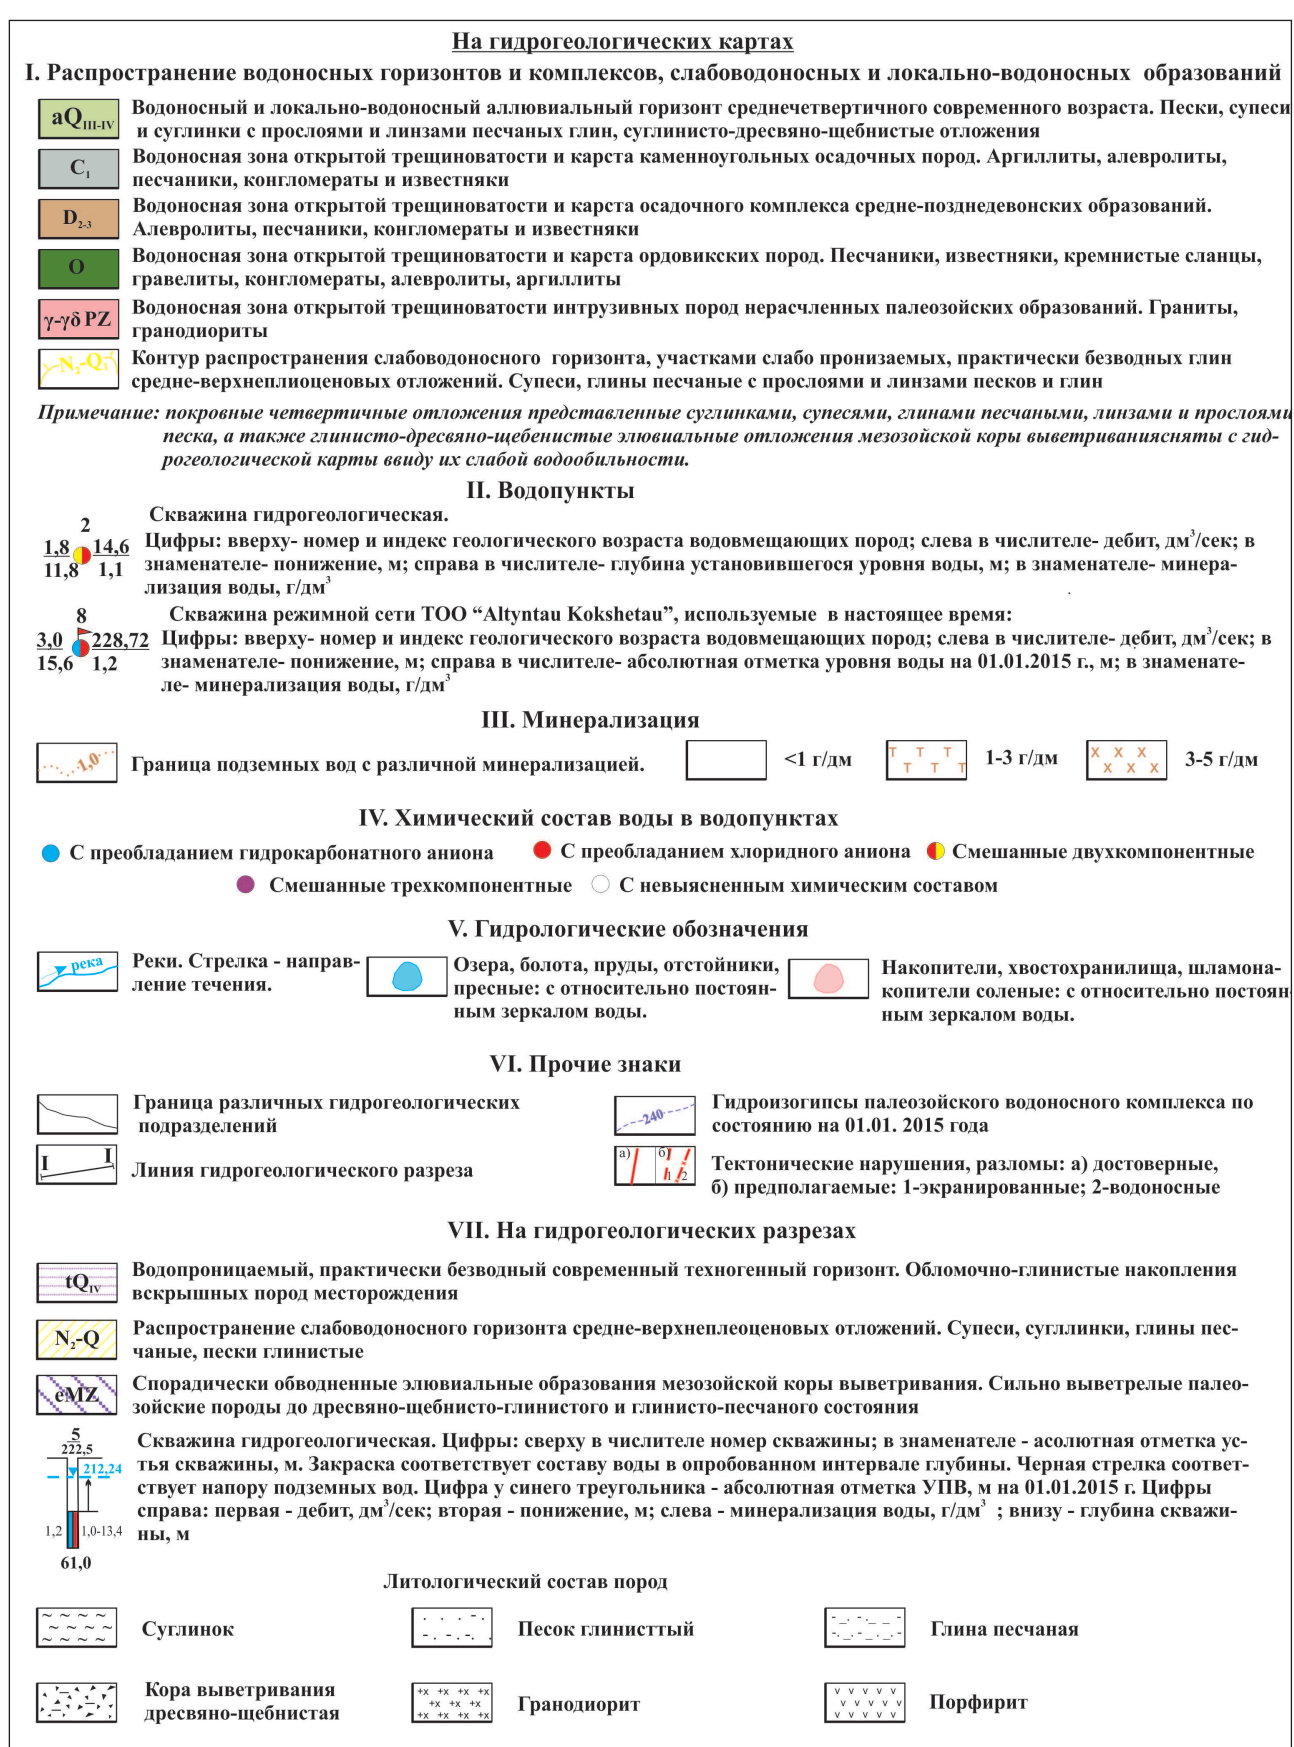 На гидрогеологических картах
I. Распространение водоносных горизонтов и комплексов, слабоводоносных и локально-водоносных образований
aQIII-IV
Водоносный и локально-водоносный аллювиальный горизонт среднечетвертичного современного возраста. Пески, супеси
и суглинки с прослоями и линзами песчаных глин, суглинисто-дресвяно-щебнистые отложения
C1
Водоносная зона открытой трещиноватости и карста каменноугольных осадочных пород. Аргиллиты, алевролиты,
песчаники, конгломераты и известняки
D2-3
Водоносная зона открытой трещиноватости и карста осадочного комплекса средне-позднедевонских образований.
Алевролиты, песчаники, конгломераты и известняки
O
Водоносная зона открытой трещиноватости и карста ордовикских пород. Песчаники, известняки, кремнистые сланцы,
гравелиты, конгломераты, алевролиты, аргиллиты
γ-γδ PZ
Водоносная зона открытой трещиноватости интрузивных пород нерасчленных палеозойских образований. Граниты,
гранодиориты
Контур распространения слабоводоносного горизонта, участками слабо пронизаемых, практически безводных глин
средне-верхнеплиоценовых отложений. Супеси, глины песчаные с прослоями и линзами песков и глин
Примечание: покровные четвертичные отложения представленные суглинками, супесями, глинами песчаными, линзами и прослоями
песка, а также глинисто-дресвяно-щебенистые элювиальные отложения мезозойской коры выветриваниясняты с гид-
рогеологической карты ввиду их слабой водообильности.
II. Водопункты
2
1,8 14,6
11,8 1,1
Скважина гидрогеологическая.
Цифры: вверху- номер и индекс геологического возраста водовмещающих пород; слева в числителе- дебит, дм³/сек; в
знаменателе- понижение, м; справа в числителе- глубина установившегося уровня воды, м; в знаменателе- минера-
лизация воды, г/дм³
8
3,0 228,72
15,6 1,2
Скважина режимной сети ТОО “Altyntau Kokshetau”, используемые в настоящее время:
Цифры: вверху- номер и индекс геологического возраста водовмещающих пород; слева в числителе- дебит, дм³/сек; в
знаменателе- понижение, м; справа в числителе- абсолютная отметка уровня воды на 01.01.2015 г., м; в знаменате-
ле- минерализация воды, г/дм³
III. Минерализация
1,0
Граница подземных вод с различной минерализацией.
<1 г/дм
1-3 г/дм
3-5 г/дм
IV. Химический состав воды в водопунктах
С преобладанием гидрокарбонатного аниона
С преобладанием хлоридного аниона
Смешанные двухкомпонентные
Смешанные трехкомпонентные
С невыясненным химическим составом
V. Гидрологические обозначения
река
Реки. Стрелка - направ-
ление течения.
Озера, болота, пруды, отстойники,
пресные: с относительно постоян-
ным зеркалом воды.
Накопители, хвостохранилища, шламона-
копители соленые: с относительно постоян-
ным зеркалом воды.
VI. Прочие знаки
Граница различных гидрогеологических
подразделений
240
Гидроизогипсы палеозойского водоносного комплекса по
состоянию на 01.01. 2015 года
I I
Линия гидрогеологического разреза
а) б) 1 2
Тектонические нарушения, разломы: а) достоверные,
б) предполагаемые: 1-экранированные; 2-водоносные
VII. На гидрогеологических разрезах
tQIV
Водопроницаемый, практически безводный современный техногенный горизонт. Обломочно-глинистые накопления
вскрышных пород месторождения
N2-Q
Распространение слабоводоносного горизонта средне-верхнеплеоценовых отложений. Супеси, сугллинки, глины пес-
чаные, пески глинистые
eMZ
Спорадически обводненные элювиальные образования мезозойской коры выветривания. Сильно выветрелые палео-
зойские породы до дресвяно-щебнисто-глинистого и глинисто-песчаного состояния
5
222,5
212,24
1,2 1,0-13,4
61,0
Скважина гидрогеологическая. Цифры: сверху в числителе номер скважины; в знаменателе - асолютная отметка ус-
тья скважины, м. Закраска соответствует составу воды в опробованном интервале глубины. Черная стрелка соответ-
ствует напору подземных вод. Цифра у синего треугольника - абсолютная отметка УПВ, м на 01.01.2015 г. Цифры
справа: первая - дебит, дм³/сек; вторая - понижение, м; слева - минерализация воды, г/дм³ ; внизу - глубина скважи-
ны, м
Литологический состав пород
Суглинок
Песок глинисттый
Глина песчаная
Кора выветривания
дресвяно-щебнистая
Гранодиорит
Порфирит